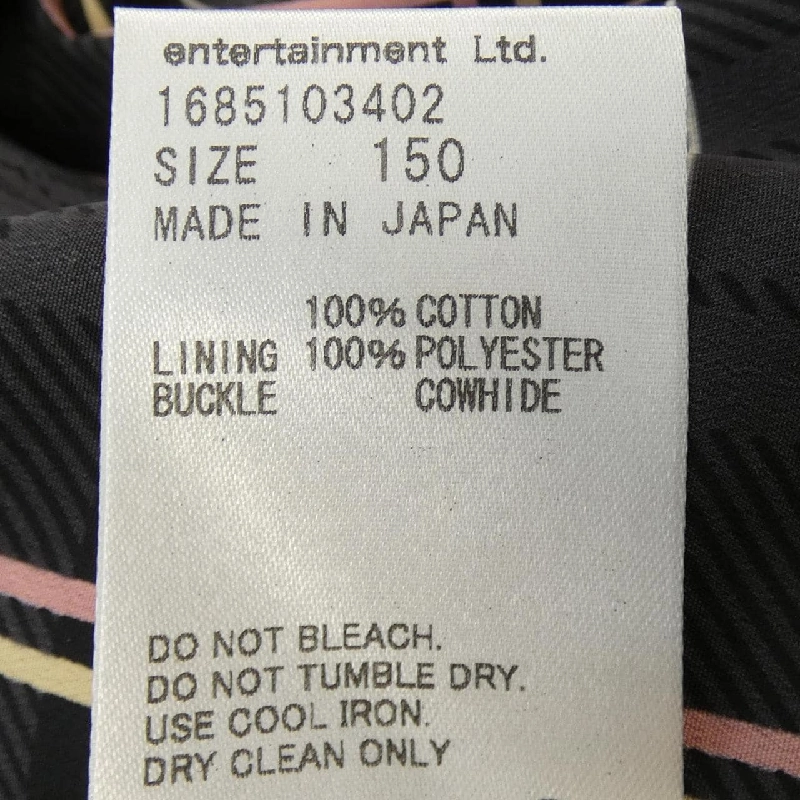 entertainment Ltd.
1685103402
SIZE 150
MADE IN JAPAN
100% COTTON
LINING 100% POLYESTER
BUCKLE COWHIDE
DO NOT BLEACH.
DO NOT TUMBLE DRY.
USE COOL IRON.
DRY CLEAN ONLY